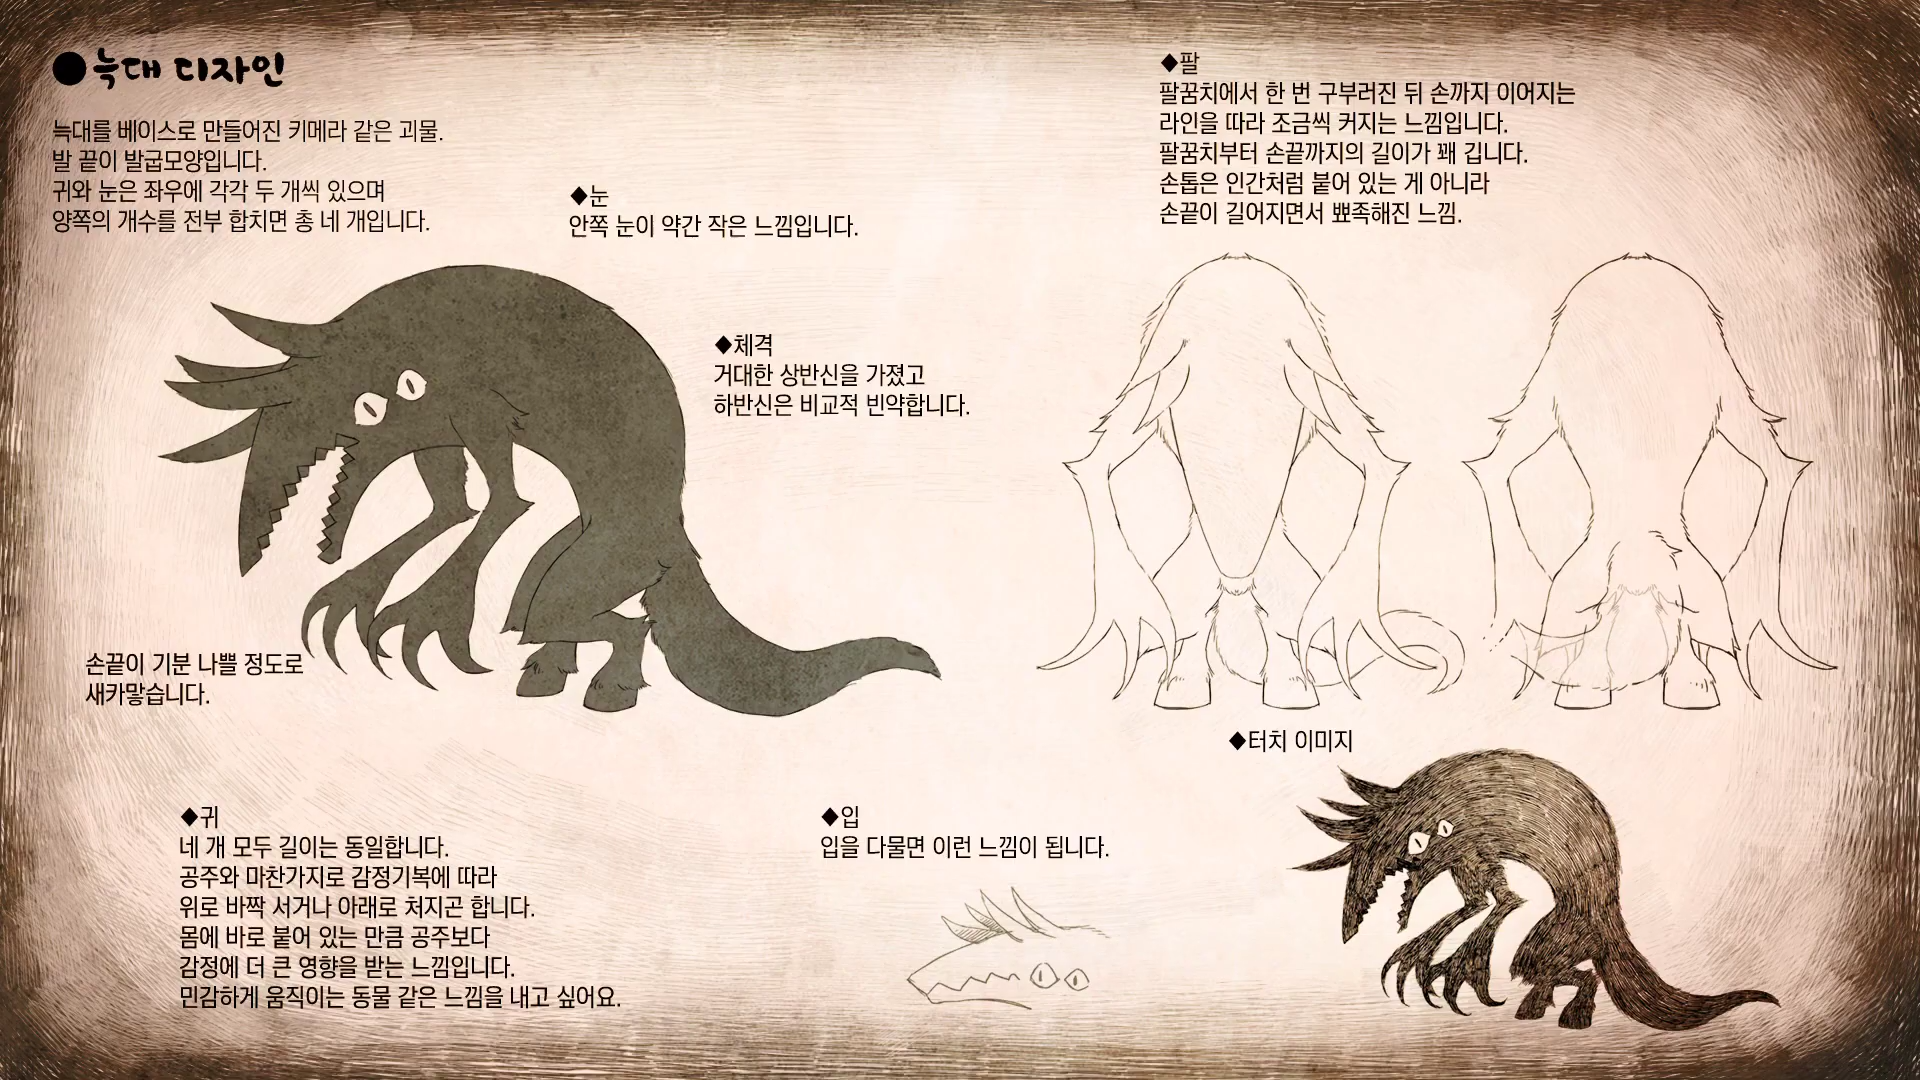 ●늑대 디자인
늑대를 베이스로 만들어진 키메라 같은 괴물.
발 끝이 발굽모양입니다.
귀와 눈은 좌우에 각각 두 개씩 있으며
양쪽의 개수를 전부 합치면 총 네 개입니다.
◆눈
안쪽 눈이 약간 작은 느낌입니다.
◆체격
거대한 상반신을 가졌고
하반신은 비교적 빈약합니다.
◆팔
팔꿈치에서 한 번 구부러진 뒤 손까지 이어지는
라인을 따라 조금씩 커지는 느낌입니다.
팔꿈치부터 손끝까지의 길이가 꽤 깁니다.
손톱은 인간처럼 붙어 있는 게 아니라
손끝이 길어지면서 뾰족해진 느낌.
손끝이 기분 나쁠 정도로
새카맣습니다.
◆귀
네 개 모두 길이는 동일합니다.
공주와 마찬가지로 감정기복에 따라
위로 바짝 서거나 아래로 처지곤 합니다.
몸에 바로 붙어 있는 만큼 공주보다
감정에 더 큰 영향을 받는 느낌입니다.
민감하게 움직이는 동물 같은 느낌을 내고 싶어요.
◆입
입을 다물면 이런 느낌이 됩니다.
◆터치 이미지